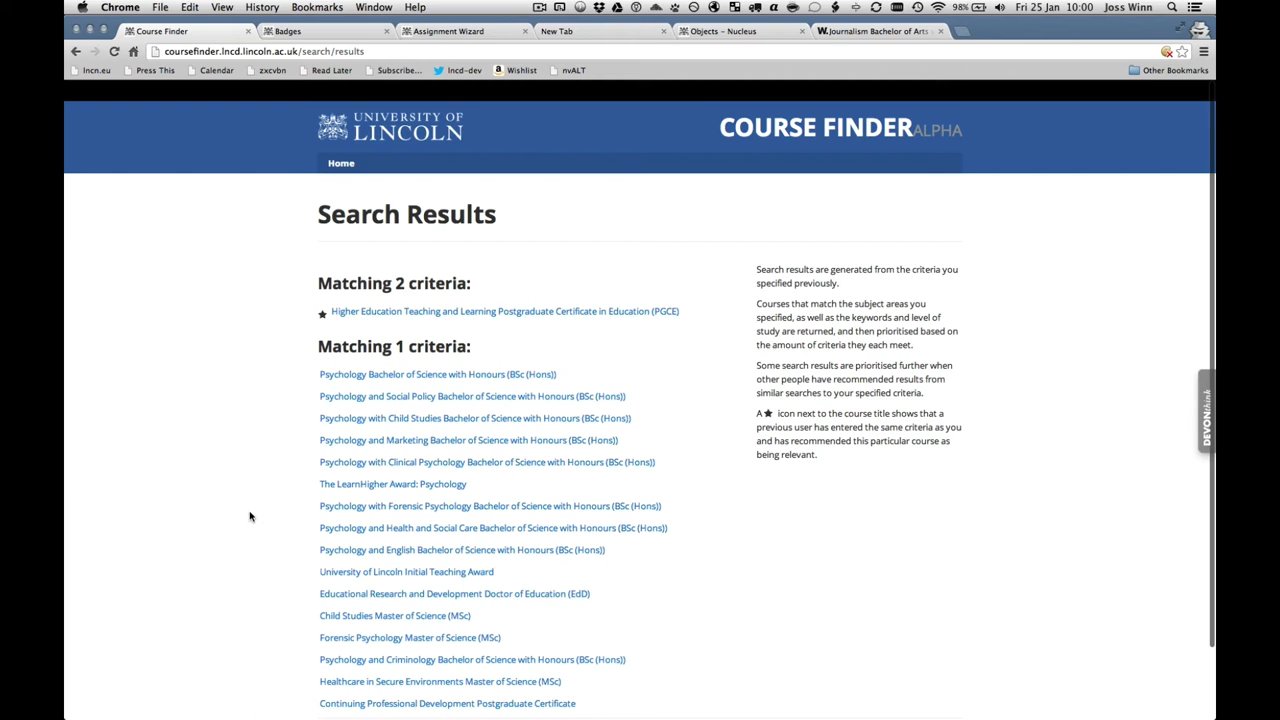 Chrome File Edit View History Bookmarks Window Help 98% Fri 25 Jan 10:00 Joss Winn
Course Finder Badges Assignment Wizard New Tab Objects – Nucleus W. Journalism Bachelor of Arts
coursefinder.lncd.lincoln.ac.uk/search/results
lncn.eu Press This Calendar zxcvbn Read Later Subscribe... lncd-dev Wishlist nvALT Other Bookmarks
UNIVERSITY OF
LINCOLN
COURSE FINDER ALPHA
Home
Search Results
Matching 2 criteria:
Higher Education Teaching and Learning Postgraduate Certificate in Education (PGCE)
Matching 1 criteria:
Psychology Bachelor of Science with Honours (BSc (Hons))
Psychology and Social Policy Bachelor of Science with Honours (BSc (Hons))
Psychology with Child Studies Bachelor of Science with Honours (BSc (Hons))
Psychology and Marketing Bachelor of Science with Honours (BSc (Hons))
Psychology with Clinical Psychology Bachelor of Science with Honours (BSc (Hons))
The LearnHigher Award: Psychology
Psychology with Forensic Psychology Bachelor of Science with Honours (BSc (Hons))
Psychology and Health and Social Care Bachelor of Science with Honours (BSc (Hons))
Psychology and English Bachelor of Science with Honours (BSc (Hons))
University of Lincoln Initial Teaching Award
Educational Research and Development Doctor of Education (EdD)
Child Studies Master of Science (MSc)
Forensic Psychology Master of Science (MSc)
Psychology and Criminology Bachelor of Science with Honours (BSc (Hons))
Healthcare in Secure Environments Master of Science (MSc)
Continuing Professional Development Postgraduate Certificate
Search results are generated from the criteria you
specified previously.
Courses that match the subject areas you
specified, as well as the keywords and level of
study are returned, and then prioritised based on
the amount of criteria they each meet.
Some search results are prioritised further when
other people have recommended results from
similar searches to your specified criteria.
A ★ icon next to the course title shows that a
previous user has entered the same criteria as you
and has recommended this particular course as
being relevant.
DEVONthink